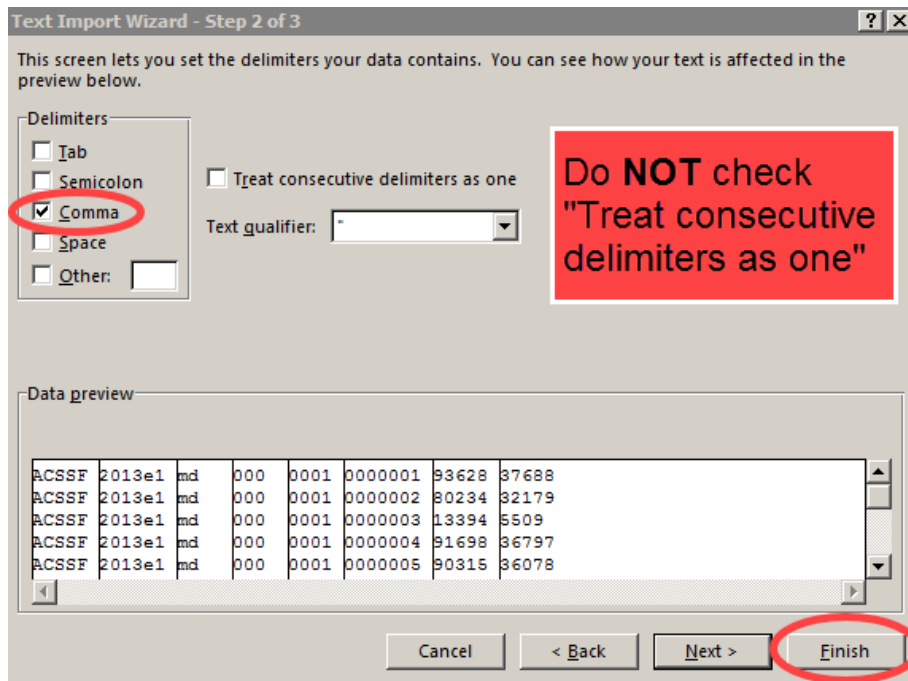 Text Import Wizard - Step 2 of 3
This screen lets you set the delimiters your data contains.  You can see how your text is affected in the
preview below.
Delimiters
Tab
Semicolon
Comma
Space
Other:
Treat consecutive delimiters as one
Text qualifier: "
Do NOT check
"Treat consecutive
delimiters as one"
Data preview
ACSSF 2013e1 md 000 0001 0000001 93628 37688
ACSSF 2013e1 md 000 0001 0000002 80234 32179
ACSSF 2013e1 md 000 0001 0000003 13394 5509
ACSSF 2013e1 md 000 0001 0000004 91698 36797
ACSSF 2013e1 md 000 0001 0000005 90315 36078
Cancel
< Back
Next >
Finish